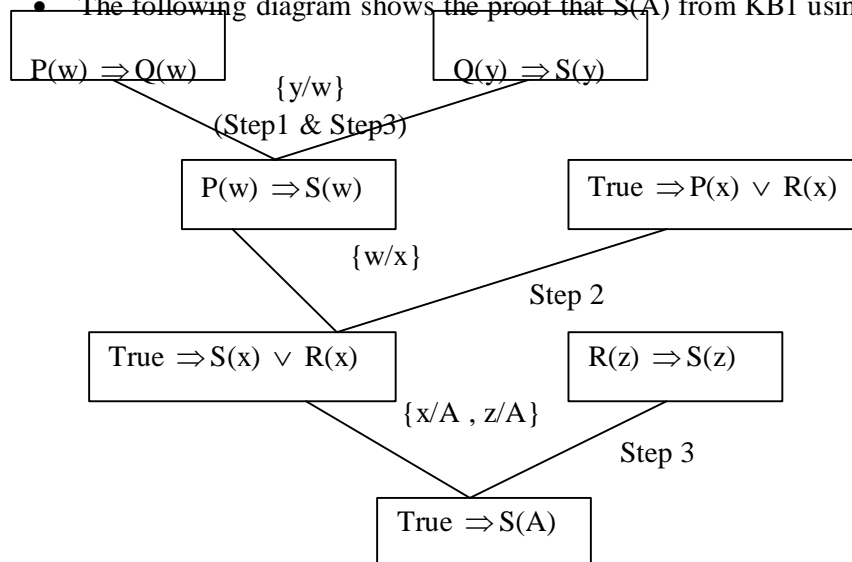 • The following diagram shows the proof that S(A) from KB1 usin
P(w) ⇒ Q(w)
Q(y) ⇒ S(y)
{y/w}
(Step1 & Step3)
P(w) ⇒ S(w)
True ⇒ P(x) ∨ R(x)
{w/x}
Step 2
True ⇒ S(x) ∨ R(x)
R(z) ⇒ S(z)
{x/A , z/A}
Step 3
True ⇒ S(A)